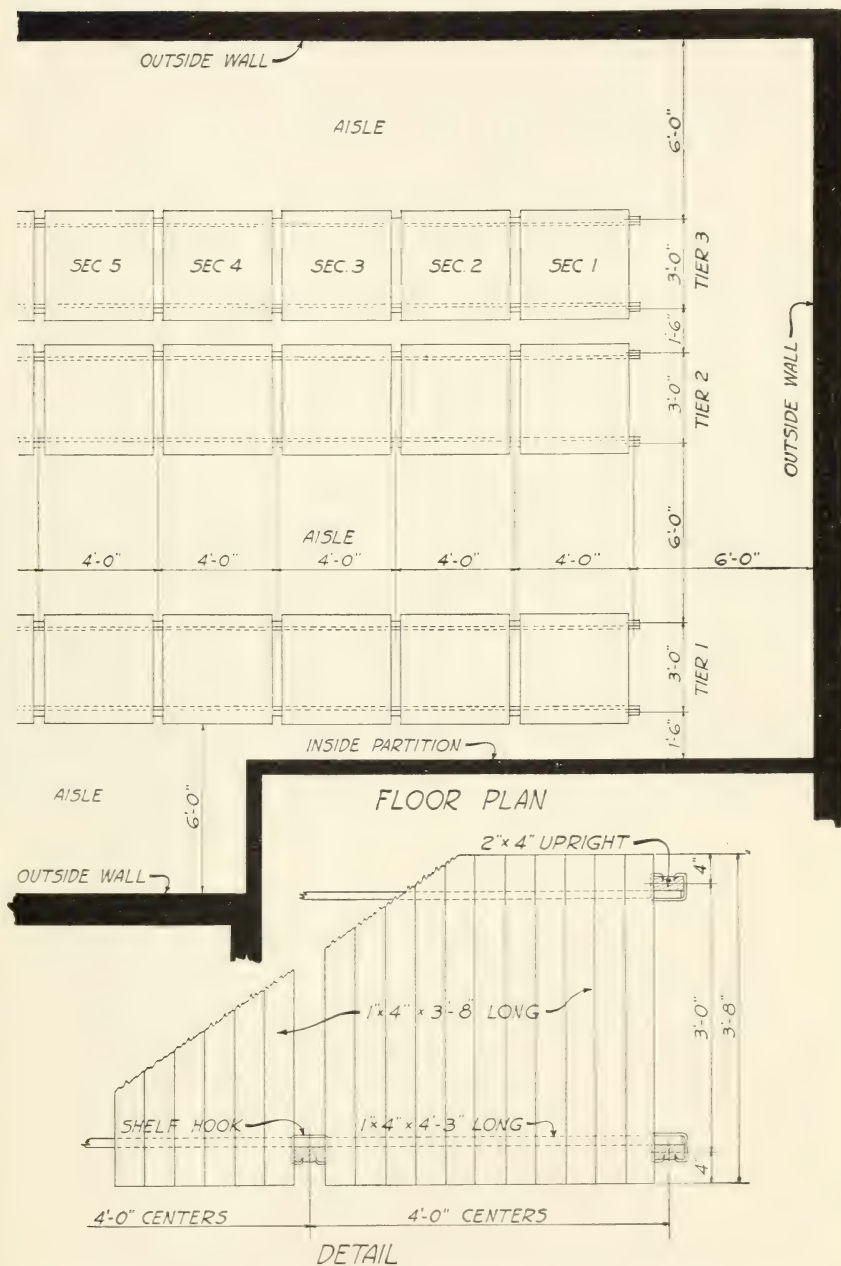 OUTSIDE WALL
AISLE
6'-0"
SEC 5
SEC 4
SEC. 3
SEC. 2
SEC 1
3'-0"
TIER 3
1'-6"
3'-0"
TIER 2
OUTSIDE WALL
AISLE
4'-0"
4'-0"
4'-0"
4'-0"
4'-0"
6'-0"
6'-0"
3'-0"
TIER 1
1'-6"
INSIDE PARTITION
AISLE
6'-0"
FLOOR PLAN
2"x 4" UPRIGHT
OUTSIDE WALL
4"
1"x 4" x 3'-8" LONG
3'-0"
3'-8"
SHELF HOOK
1"x 4" x 4'-3" LONG
4"
4'-0" CENTERS
4'-0" CENTERS
DETAIL